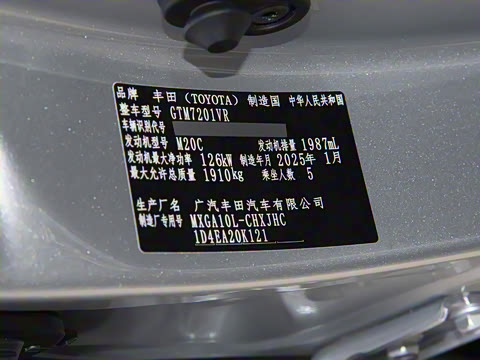 品牌 丰田(TOYOTA) 制造国 中华人民共和国
整车型号 GTM7201VR
车辆识别代号
发动机型号 M20C 发动机排量 1987mL
发动机最大净功率 126kW 制造年月 2025年 1月
最大允许总质量 1910kg 乘坐人数 5
生产厂名 广汽丰田汽车有限公司
制造厂专用号 MXGA10L-CHXJHC
1D4EA20K121